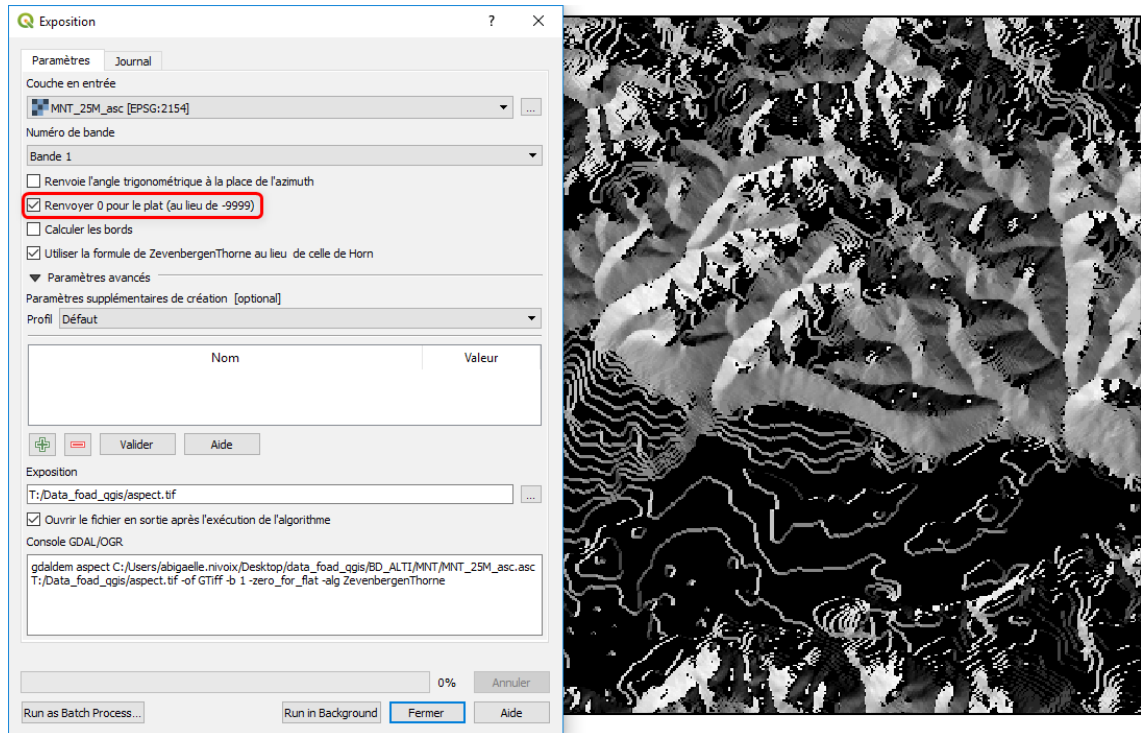 Exposition
Paramètres Journal
Couche en entrée
MNT_25M_asc [EPSG:2154] ...
Numéro de bande
Bande 1
Renvoie l'angle trigonométrique à la place de l'azimuth
Renvoyer 0 pour le plat (au lieu de -9999)
Calculer les bords
Utiliser la formule de ZevenbergenThorne au lieu de celle de Horn
Paramètres avancés
Paramètres supplémentaires de création [optional]
Profil Défaut
Nom Valeur
Valider Aide
Exposition
T:/Data_foad_qgis/aspect.tif ...
Ouvrir le fichier en sortie après l'exécution de l'algorithme
Console GDAL/OGR
gdaldem aspect C:/Users/abigaelle.nivoix/Desktop/data_foad_qgis/BD_ALTI/MNT/MNT_25M_asc.asc
T:/Data_foad_qgis/aspect.tif -of GTiff -b 1 -zero_for_flat -alg ZevenbergenThorne
0% Annuler
Run as Batch Process... Run in Background Fermer Aide